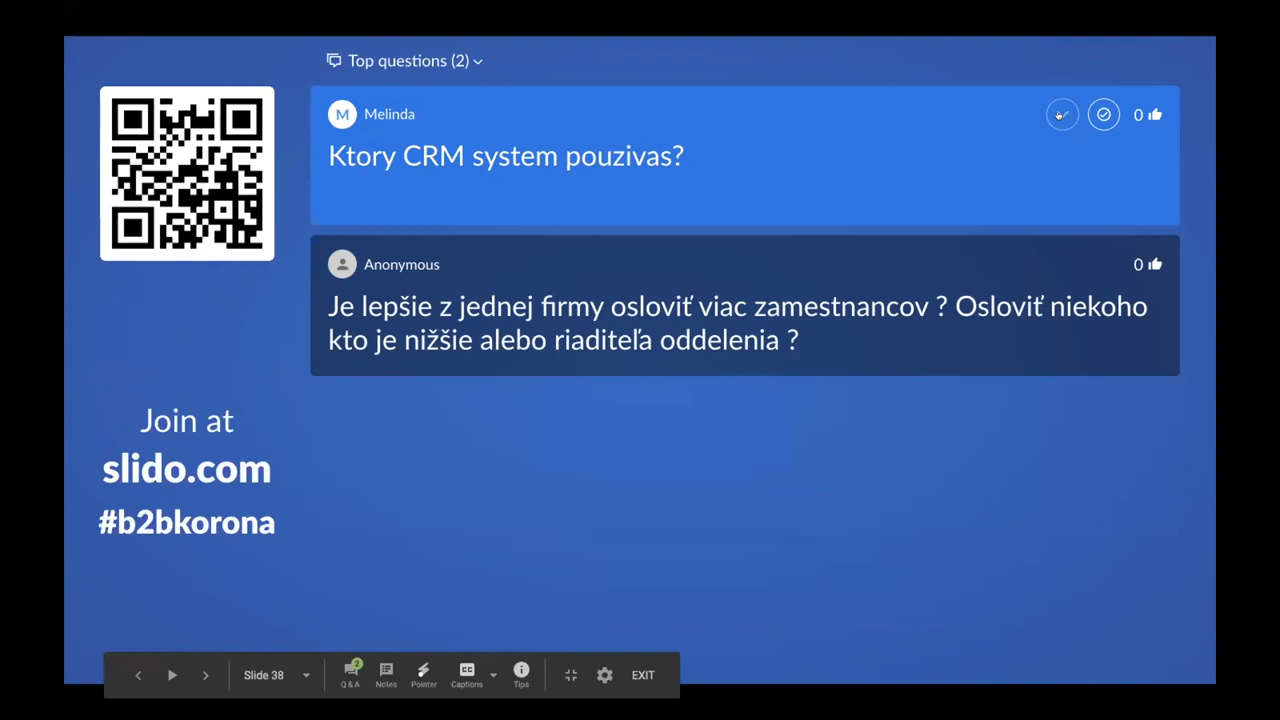 Top questions (2)
M Melinda
0
Ktory CRM system pouzivas?
Anonymous
0
Je lepšie z jednej firmy osloviť viac zamestnancov ? Osloviť niekoho
kto je nižšie alebo riaditeľa oddelenia ?
Join at
slido.com
#b2bkorona
Slide 38
2
Q & A
Notes
Pointer
CC
Captions
Tips
EXIT